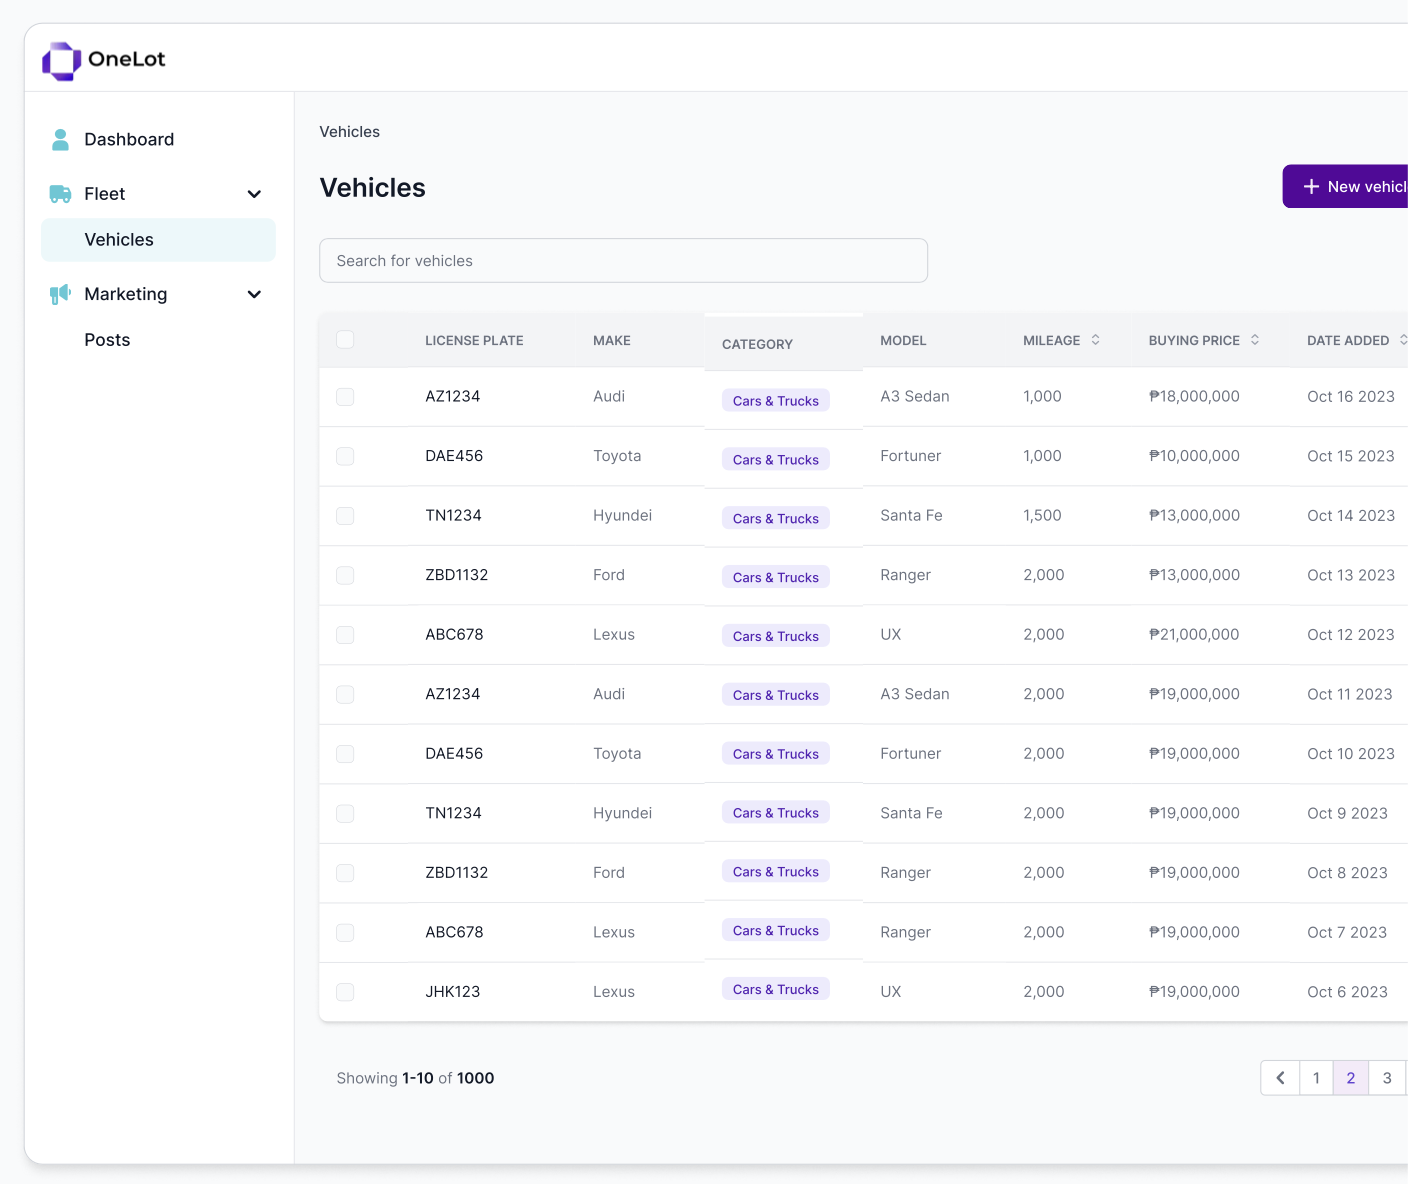 OneLot
Dashboard
Fleet
Vehicles
Marketing
Posts
Vehicles
Vehicles
New vehicl
Search for vehicles
LICENSE PLATE MAKE CATEGORY MODEL MILEAGE BUYING PRICE DATE ADDED
AZ1234 Audi Cars & Trucks A3 Sedan 1,000 ₱18,000,000 Oct 16 2023
DAE456 Toyota Cars & Trucks Fortuner 1,000 ₱10,000,000 Oct 15 2023
TN1234 Hyundei Cars & Trucks Santa Fe 1,500 ₱13,000,000 Oct 14 2023
ZBD1132 Ford Cars & Trucks Ranger 2,000 ₱13,000,000 Oct 13 2023
ABC678 Lexus Cars & Trucks UX 2,000 ₱21,000,000 Oct 12 2023
AZ1234 Audi Cars & Trucks A3 Sedan 2,000 ₱19,000,000 Oct 11 2023
DAE456 Toyota Cars & Trucks Fortuner 2,000 ₱19,000,000 Oct 10 2023
TN1234 Hyundei Cars & Trucks Santa Fe 2,000 ₱19,000,000 Oct 9 2023
ZBD1132 Ford Cars & Trucks Ranger 2,000 ₱19,000,000 Oct 8 2023
ABC678 Lexus Cars & Trucks Ranger 2,000 ₱19,000,000 Oct 7 2023
JHK123 Lexus Cars & Trucks UX 2,000 ₱19,000,000 Oct 6 2023
Showing 1-10 of 1000
1 2 3